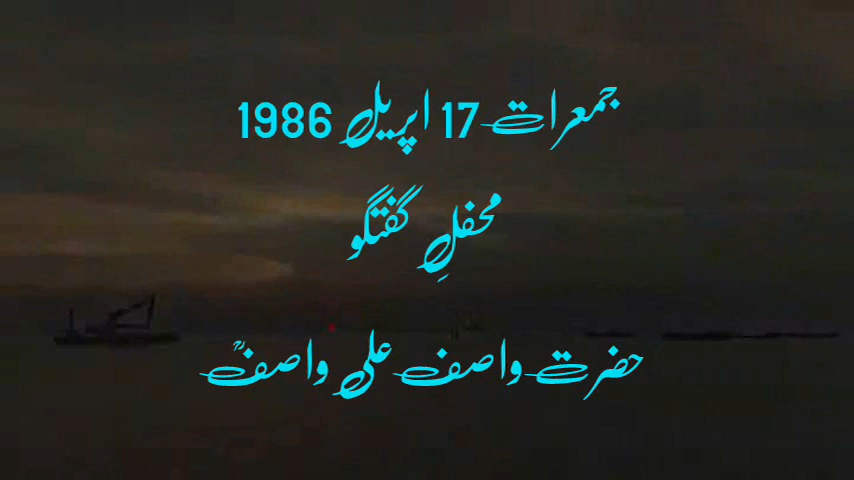 جمعرات 17 اپریل 1986
محفلِ گفتگو
حضرت واصف علی واصفؒ